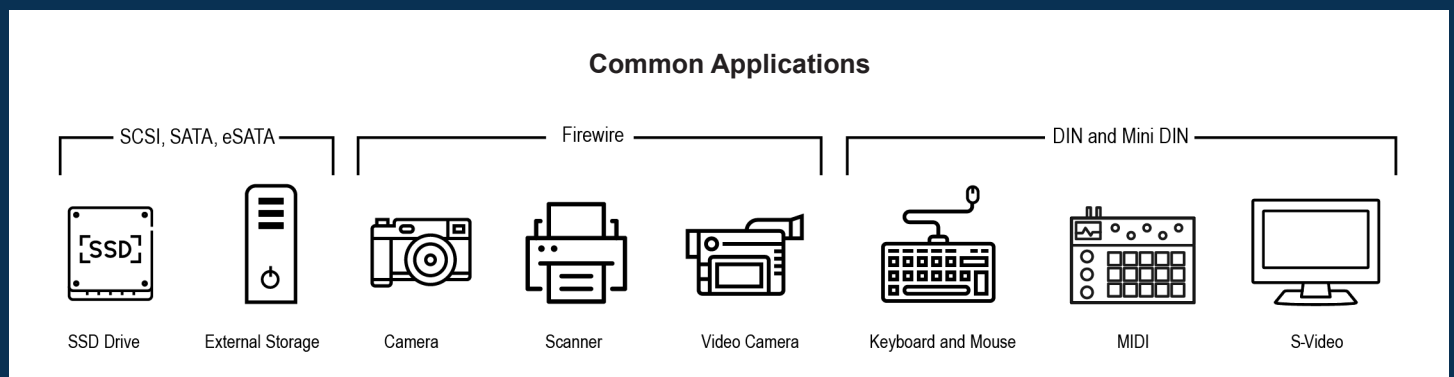 Common Applications
SCSI, SATA, eSATA
Firewire
DIN and Mini DIN
SSD
SSD Drive
External Storage
Camera
Scanner
Video Camera
Keyboard and Mouse
MIDI
S-Video